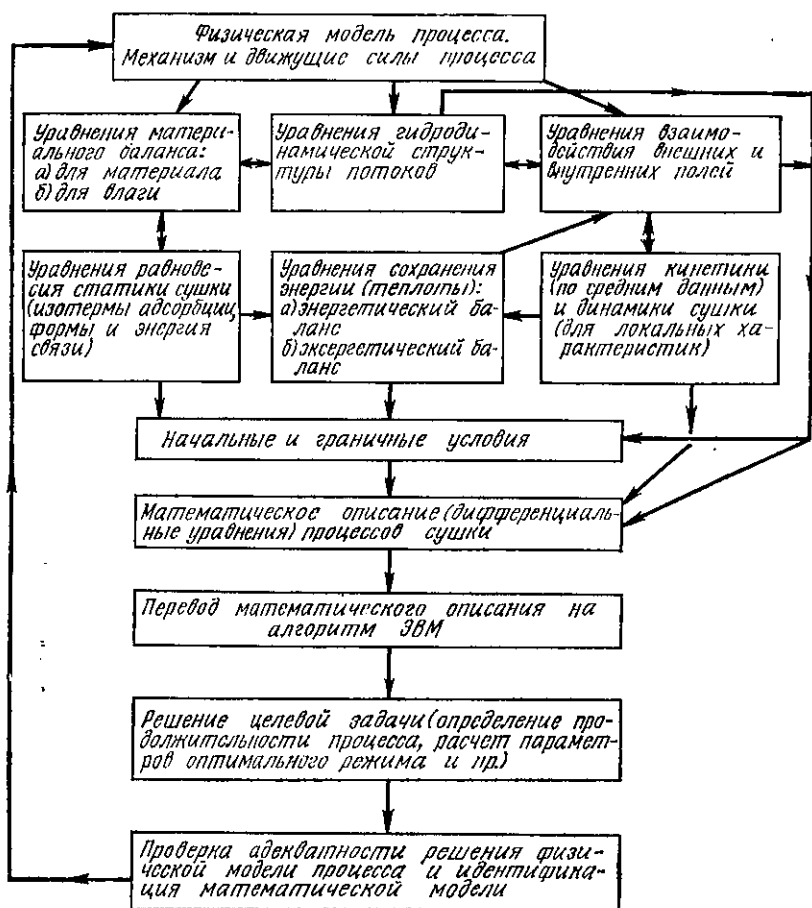 Физическая модель процесса.
Механизм и движущие силы процесса
Уравнения матери-
ального баланса:
а) для материала
б) для влаги
Уравнения гидроди-
намической струк-
туры потоков
Уравнения взаимо-
действия внешних и
внутренних полей
Уравнения равнове-
сия статики сушки
(изотермы адсорбции,
формы и энергия
связи)
Уравнения сохранения
энергии (теплоты):
а) энергетический ба-
ланс
б) эксергетический ба-
ланс
Уравнения кинетики
(по средним данным)
и динамики сушки
(для локальных ха-
рактеристик)
Начальные и граничные условия
Математическое описание (дифференциаль-
ные уравнения) процессов сушки
Перевод математического описания на
алгоритм ЭВМ
Решение целевой задачи (определение про-
должительности процесса, расчет парамет-
ров оптимального режима и пр.)
Проверка адекватности решения физи-
ческой модели процесса и идентифика-
ция математической модели